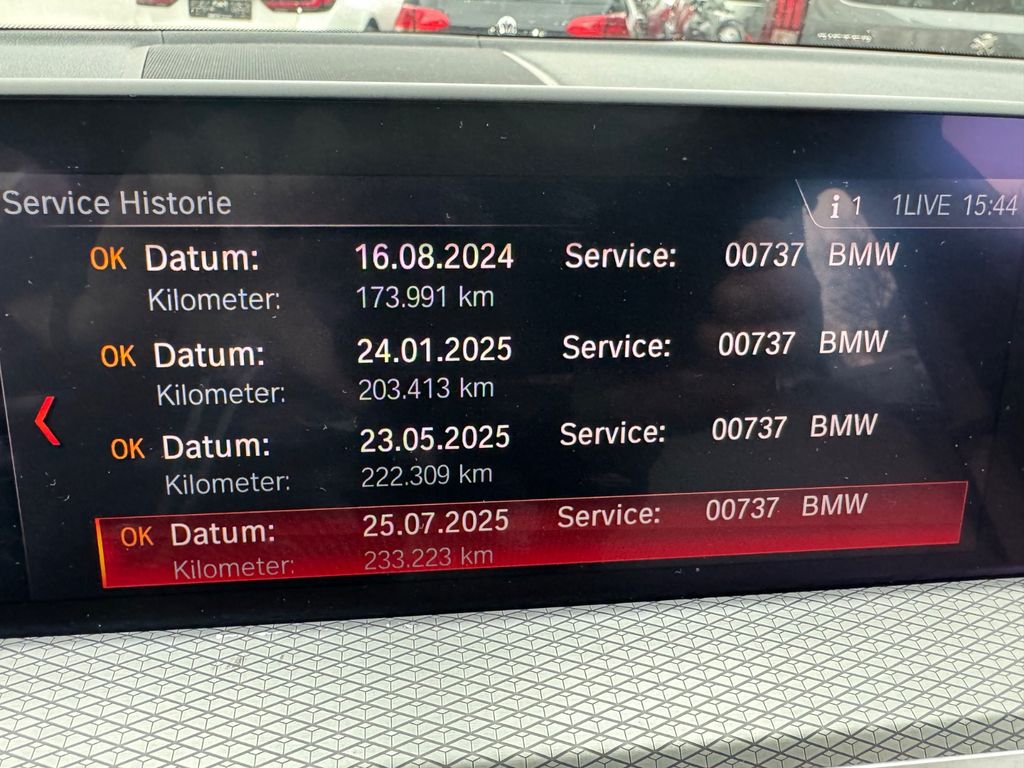 Service Historie
i 1 1LIVE 15:44
OK Datum: 16.08.2024 Service: 00737 BMW
Kilometer: 173.991 km
OK Datum: 24.01.2025 Service: 00737 BMW
Kilometer: 203.413 km
OK Datum: 23.05.2025 Service: 00737 BMW
Kilometer: 222.309 km
OK Datum: 25.07.2025 Service: 00737 BMW
Kilometer: 233.223 km